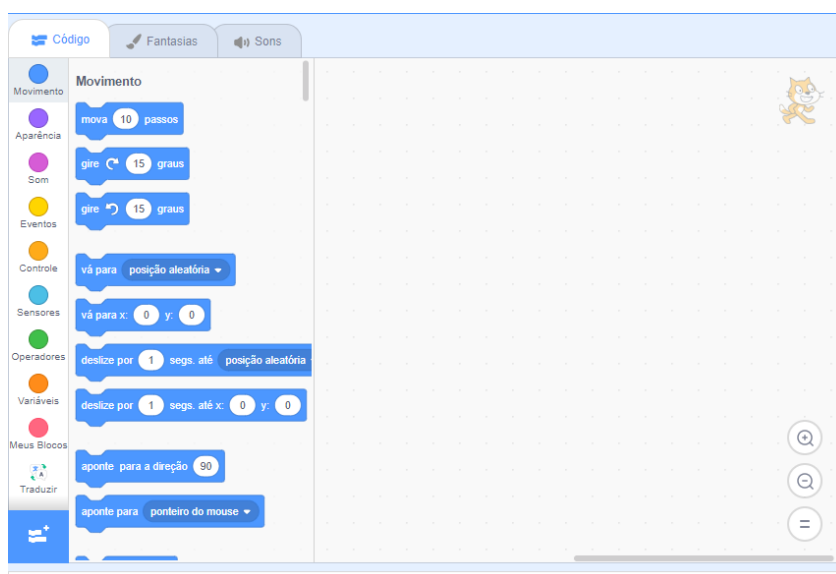 Código Fantasias Sons
Movimento
Aparência
Som
Eventos
Controle
Sensores
Operadores
Variáveis
Meus Blocos
Traduzir
Movimento
mova 10 passos
gire 15 graus
gire 15 graus
vá para posição aleatória
vá para x: 0 y: 0
deslize por 1 segs. até posição aleatória
deslize por 1 segs. até x: 0 y: 0
aponte para a direção 90
aponte para ponteiro do mouse